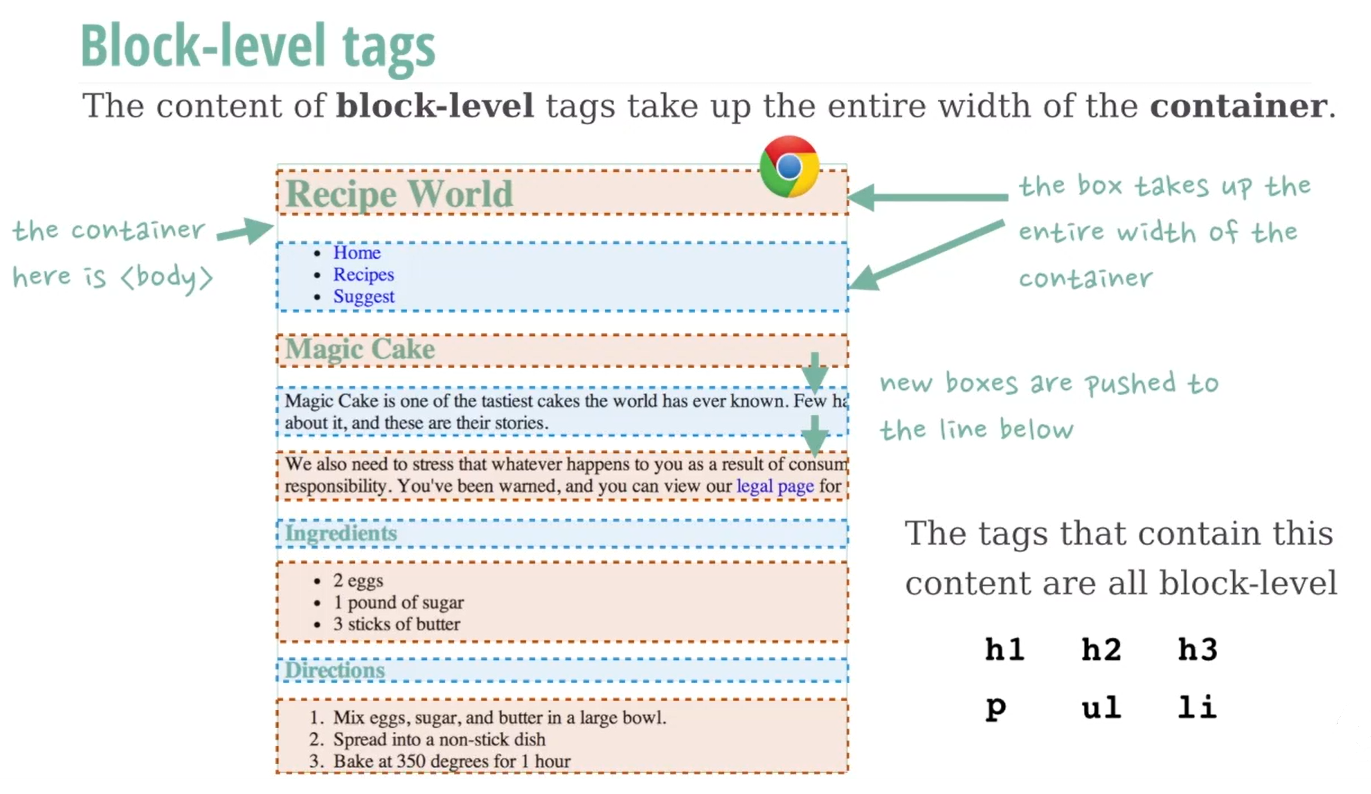 Block-level tags
The content of block-level tags take up the entire width of the container.
the container
here is <body>
Recipe World
• Home
• Recipes
• Suggest
Magic Cake
Magic Cake is one of the tastiest cakes the world has ever known. Few
about it, and these are their stories.
We also need to stress that whatever happens to you as a result of
responsibility. You've been warned, and you can view our legal page for
Ingredients
• 2 eggs
• 1 pound of sugar
• 3 sticks of butter
Directions
1. Mix eggs, sugar, and butter in a large bowl.
2. Spread into a non-stick dish
3. Bake at 350 degrees for 1 hour
the box takes up the
entire width of the
container
new boxes are pushed to
the line below
The tags that contain this
content are all block-level
h1 h2 h3
p ul li